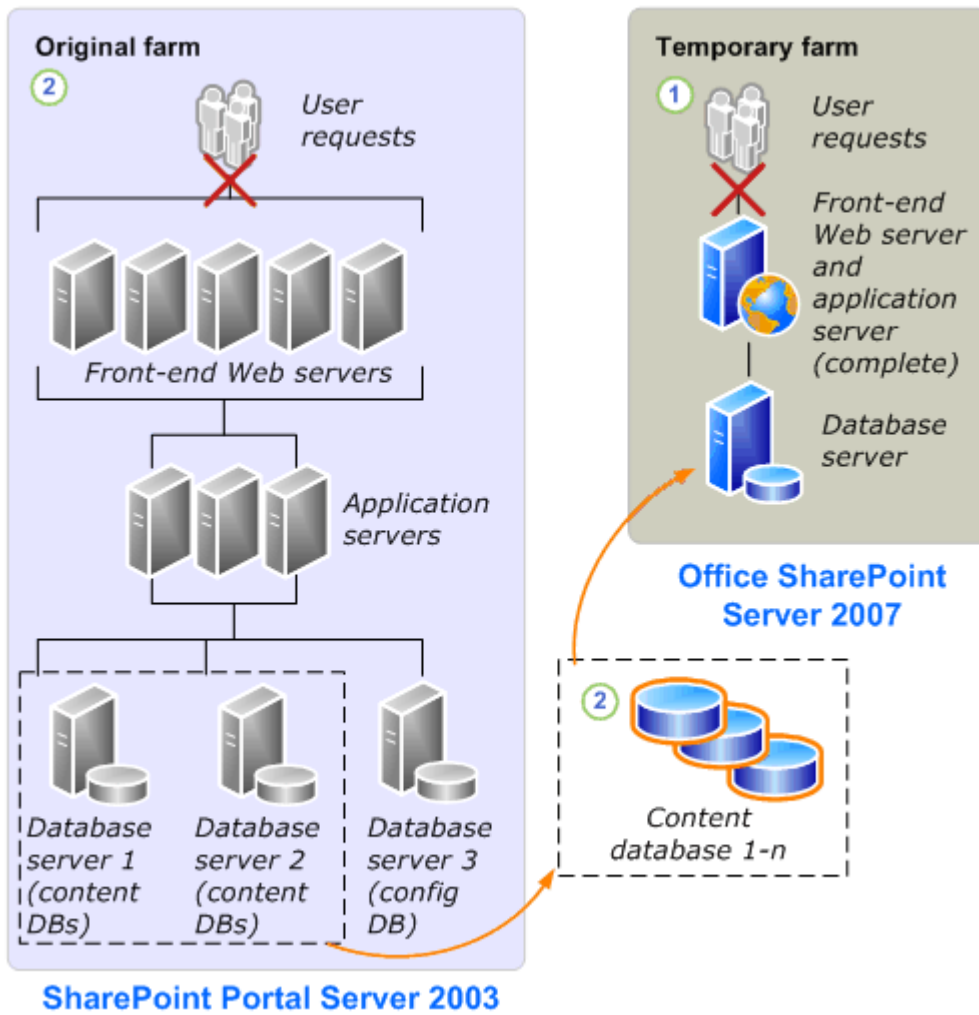 Original farm
2
User
requests
Front-end Web servers
Application
servers
Database
server 1
(content
DBs)
Database
server 2
(content
DBs)
Database
server 3
(config
DB)
SharePoint Portal Server 2003
Temporary farm
1
User
requests
Front-end
Web server
and
application
server
(complete)
Database
server
Office SharePoint
Server 2007
2
Content
database 1-n